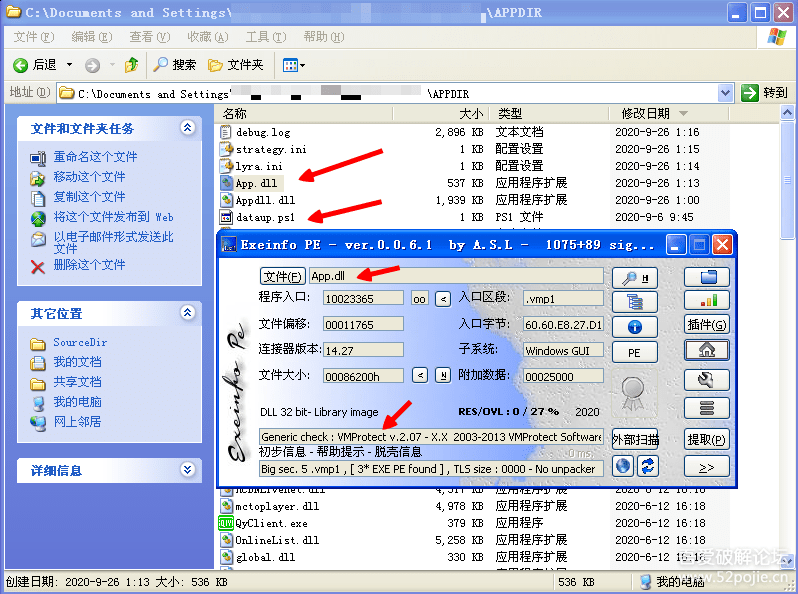 C:\Documents and Settings\ \APPDIR
文件(F) 编辑(E) 查看(V) 收藏(A) 工具(T) 帮助(H)
后退 搜索 文件夹
地址(D) C:\Documents and Settings\ \APPDIR 转到
文件和文件夹任务
重命名这个文件
移动这个文件
复制这个文件
将这个文件发布到 Web
以电子邮件形式发送此
文件
删除这个文件
其它位置
SourceDir
我的文档
共享文档
我的电脑
网上邻居
详细信息
名称 大小 类型 修改日期
debug.log 2,896 KB 文本文档 2020-9-26 1:16
strategy.ini 1 KB 配置设置 2020-9-26 1:15
lyra.ini 1 KB 配置设置 2020-9-26 1:14
App.dll 537 KB 应用程序扩展 2020-9-26 1:13
Appdll.dll 1,939 KB 应用程序扩展 2020-9-26 1:00
dataup.ps1 1 KB PS1 文件 2020-9-6 9:45
Exeinfo PE - ver.0.0.6.1 by A.S.L - 1075+89 sig...
Exeinfo Pe
文件(F) App.dll H
程序入口: 10023365 oo < 入口区段: .vmp1
文件偏移: 00011765 入口字节: 60.60.E8.27.D1 插件(G)
连接器版本: 14.27 子系统: Windows GUI PE
文件大小: 00086200h < N 附加数据: 00025000
DLL 32 bit- Library image RES/OVL : 0 / 27 % 2020
Generic check : VMProtect v.2.07 - X.X 2003-2013 VMProtect Software 外部扫描 提取(P)
初步信息 - 帮助提示 - 脱壳信息 0 ms.
Big sec. 5 .vmp1 , [ 3* EXE PE found ] , TLS size : 0000 - No unpacker >>
mctoplayer.dll 4,978 KB 应用程序扩展 2020-6-12 16:18
QyClient.exe 379 KB 应用程序 2020-6-12 16:18
OnlineList.dll 5,258 KB 应用程序扩展 2020-6-12 16:18
global.dll 330 KB 应用程序扩展 2020-6-12 16:18
创建日期: 2020-9-26 1:13 大小: 536 KB 536 KB 我的电脑
吾爱破解论坛
www.52pojie.cn